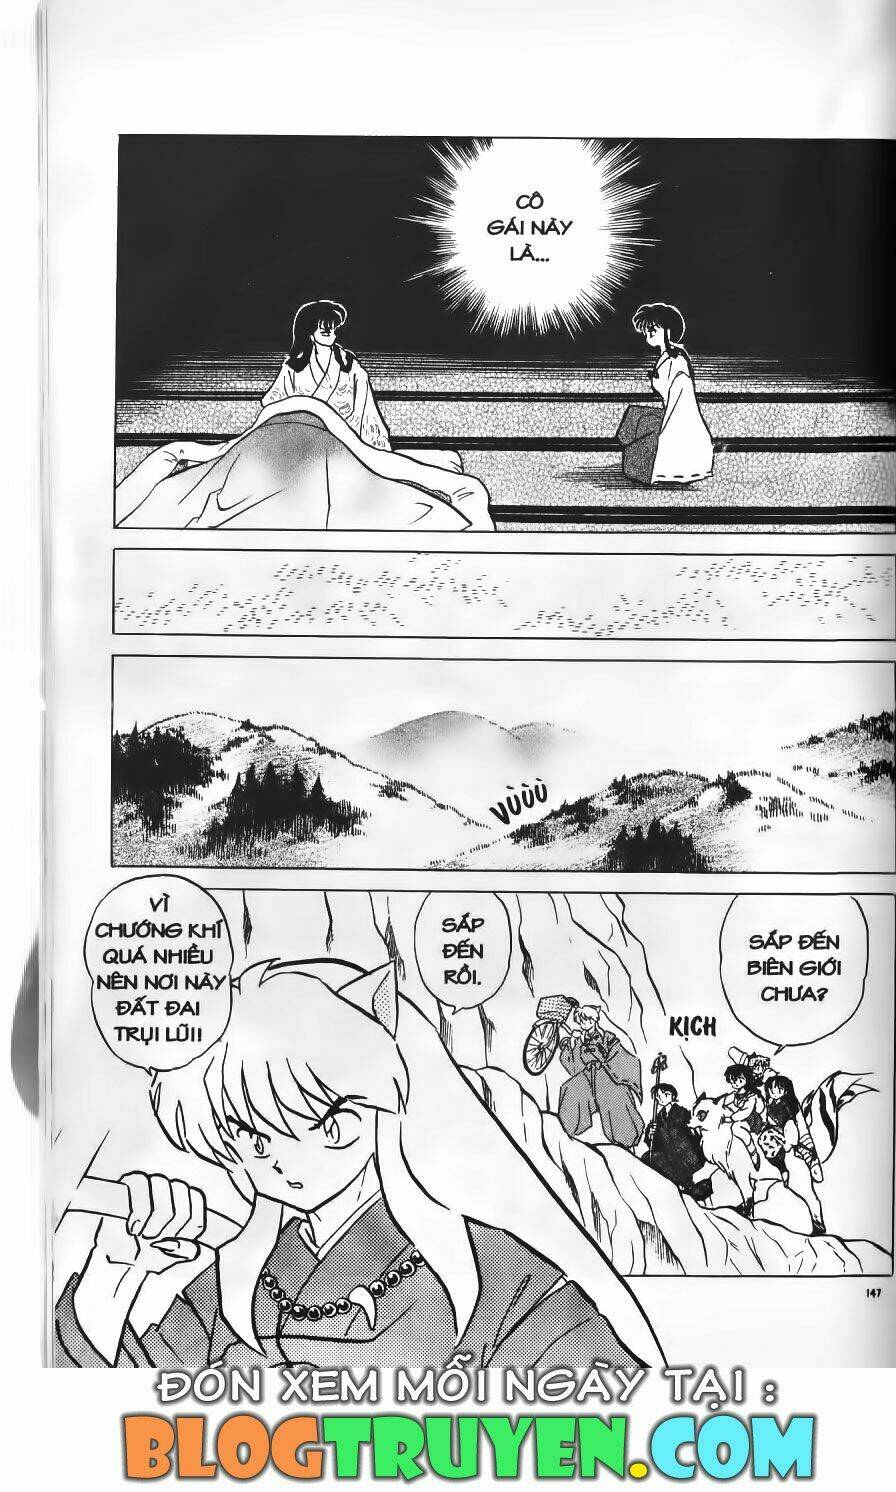 CÔ
GÁI NÀY
LÀ...
VÙÙÙ
SẮP ĐẾN
BIÊN GIỚI
CHƯA?
KỊCH
SẮP
ĐẾN
RỒI.
VÌ
CHƯỚNG KHÍ
QUÁ NHIỀU
NÊN NƠI NÀY
ĐẤT ĐAI
TRỤI LŨI!
147
ĐÓN XEM MỖI NGÀY TẠI :
BLOGTRUYEN.COM